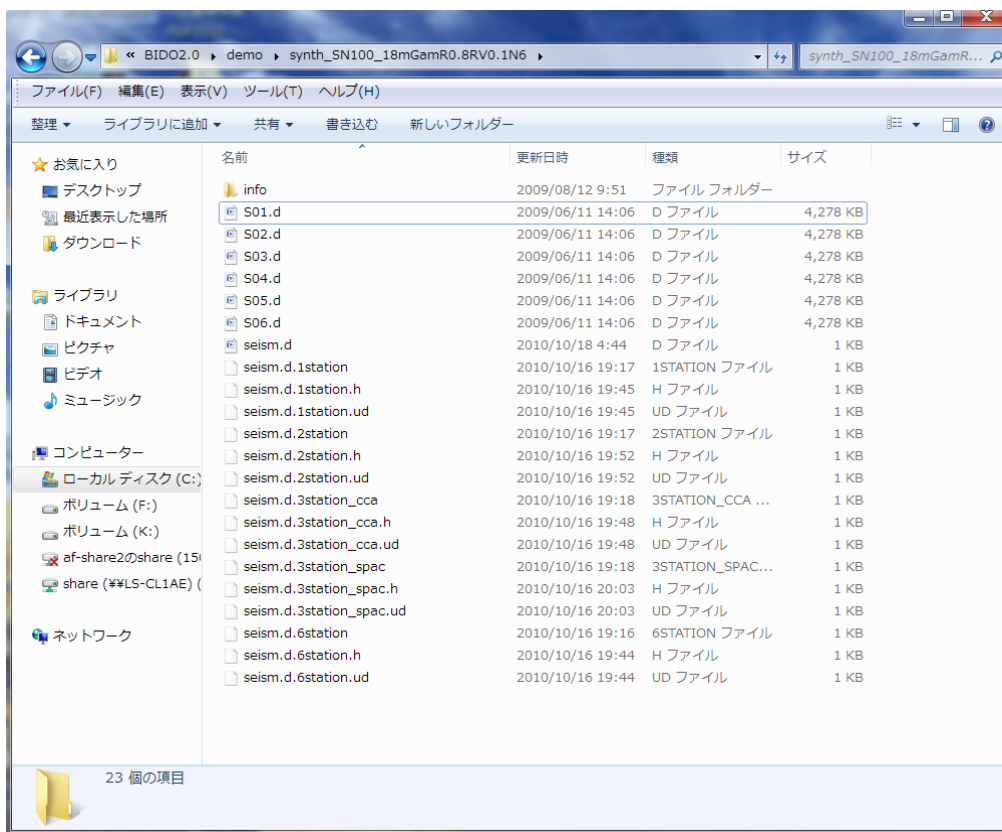 « BIDO2.0 ▸ demo ▸ synth_SN100_18mGamR0.8RV0.1N6 ▸ synth_SN100_18mGamR...
ファイル(F) 編集(E) 表示(V) ツール(T) ヘルプ(H)
整理 ▼ ライブラリに追加 ▼ 共有 ▼ 書き込む 新しいフォルダー
お気に入り
デスクトップ
最近表示した場所
ダウンロード
ライブラリ
ドキュメント
ピクチャ
ビデオ
ミュージック
コンピューター
ローカル ディスク (C:)
ボリューム (F:)
ボリューム (K:)
af-share2のshare (15
share (¥¥LS-CL1AE) (
ネットワーク
名前 更新日時 種類 サイズ
info 2009/08/12 9:51 ファイル フォルダー
S01.d 2009/06/11 14:06 D ファイル 4,278 KB
S02.d 2009/06/11 14:06 D ファイル 4,278 KB
S03.d 2009/06/11 14:06 D ファイル 4,278 KB
S04.d 2009/06/11 14:06 D ファイル 4,278 KB
S05.d 2009/06/11 14:06 D ファイル 4,278 KB
S06.d 2009/06/11 14:06 D ファイル 4,278 KB
seism.d 2010/10/18 4:44 D ファイル 1 KB
seism.d.1station 2010/10/16 19:17 1STATION ファイル 1 KB
seism.d.1station.h 2010/10/16 19:45 H ファイル 1 KB
seism.d.1station.ud 2010/10/16 19:45 UD ファイル 1 KB
seism.d.2station 2010/10/16 19:17 2STATION ファイル 1 KB
seism.d.2station.h 2010/10/16 19:52 H ファイル 1 KB
seism.d.2station.ud 2010/10/16 19:52 UD ファイル 1 KB
seism.d.3station_cca 2010/10/16 19:18 3STATION_CCA ... 1 KB
seism.d.3station_cca.h 2010/10/16 19:48 H ファイル 1 KB
seism.d.3station_cca.ud 2010/10/16 19:48 UD ファイル 1 KB
seism.d.3station_spac 2010/10/16 19:18 3STATION_SPAC... 1 KB
seism.d.3station_spac.h 2010/10/16 20:03 H ファイル 1 KB
seism.d.3station_spac.ud 2010/10/16 20:03 UD ファイル 1 KB
seism.d.6station 2010/10/16 19:16 6STATION ファイル 1 KB
seism.d.6station.h 2010/10/16 19:44 H ファイル 1 KB
seism.d.6station.ud 2010/10/16 19:44 UD ファイル 1 KB
23 個の項目